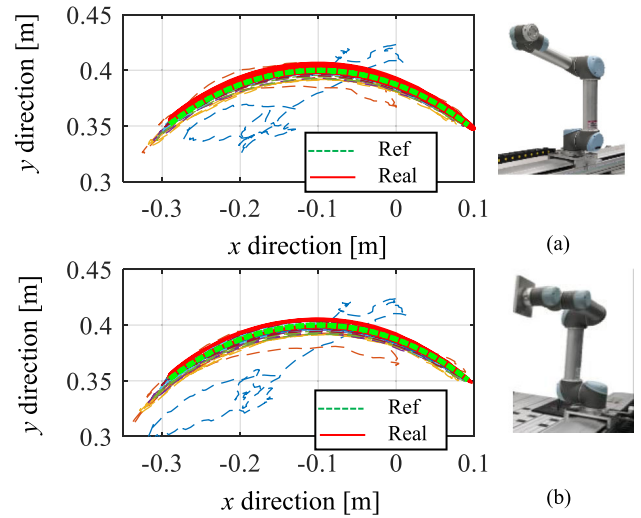 0.45
0.4
0.35
0.3
y direction [m]
Ref
Real
-0.3 -0.2 -0.1 0 0.1
x direction [m]
(a)
0.45
0.4
0.35
0.3
y direction [m]
Ref
Real
-0.3 -0.2 -0.1 0 0.1
x direction [m]
(b)